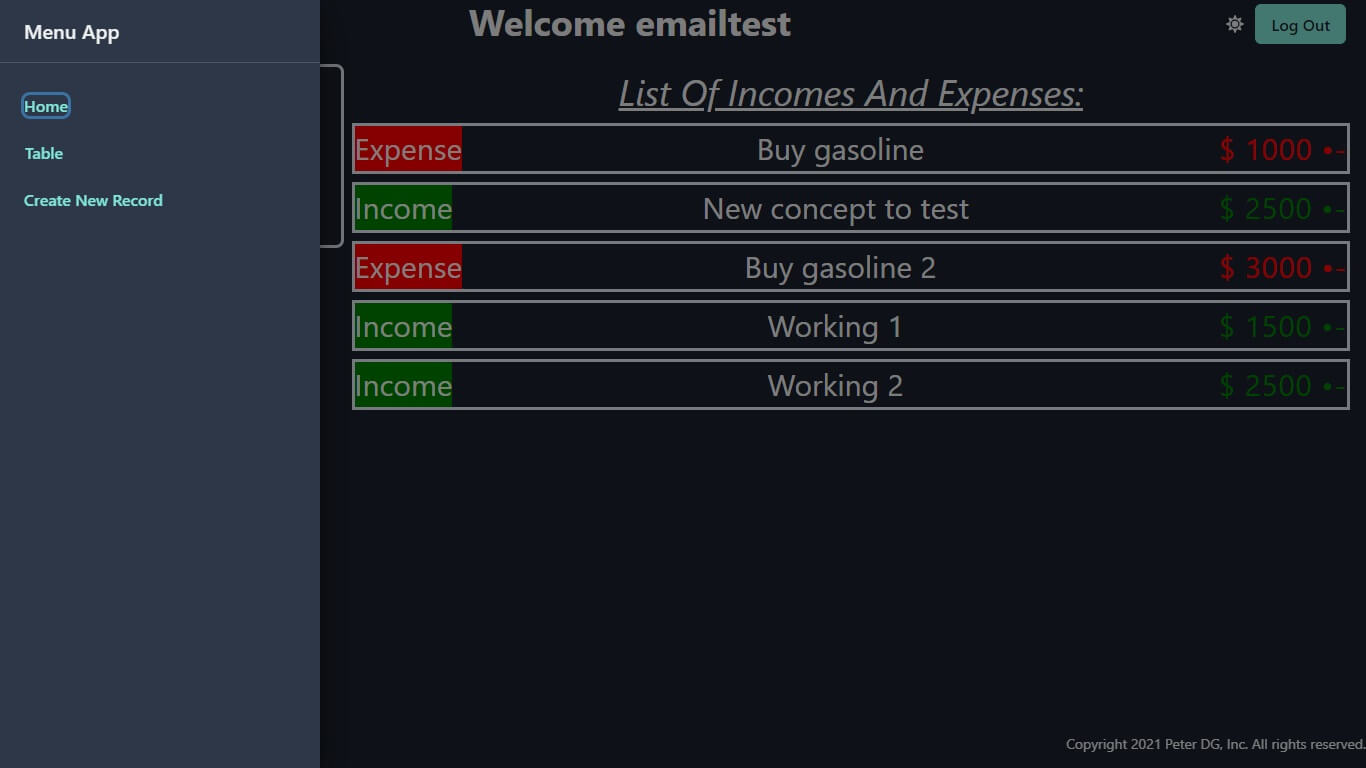 Menu App
Home
Table
Create New Record
Welcome emailtest
Log Out
List Of Incomes And Expenses:
Expense Buy gasoline $ 1000 •-
Income New concept to test $ 2500 •-
Expense Buy gasoline 2 $ 3000 •-
Income Working 1 $ 1500 •-
Income Working 2 $ 2500 •-
Copyright 2021 Peter DG, Inc. All rights reserved.